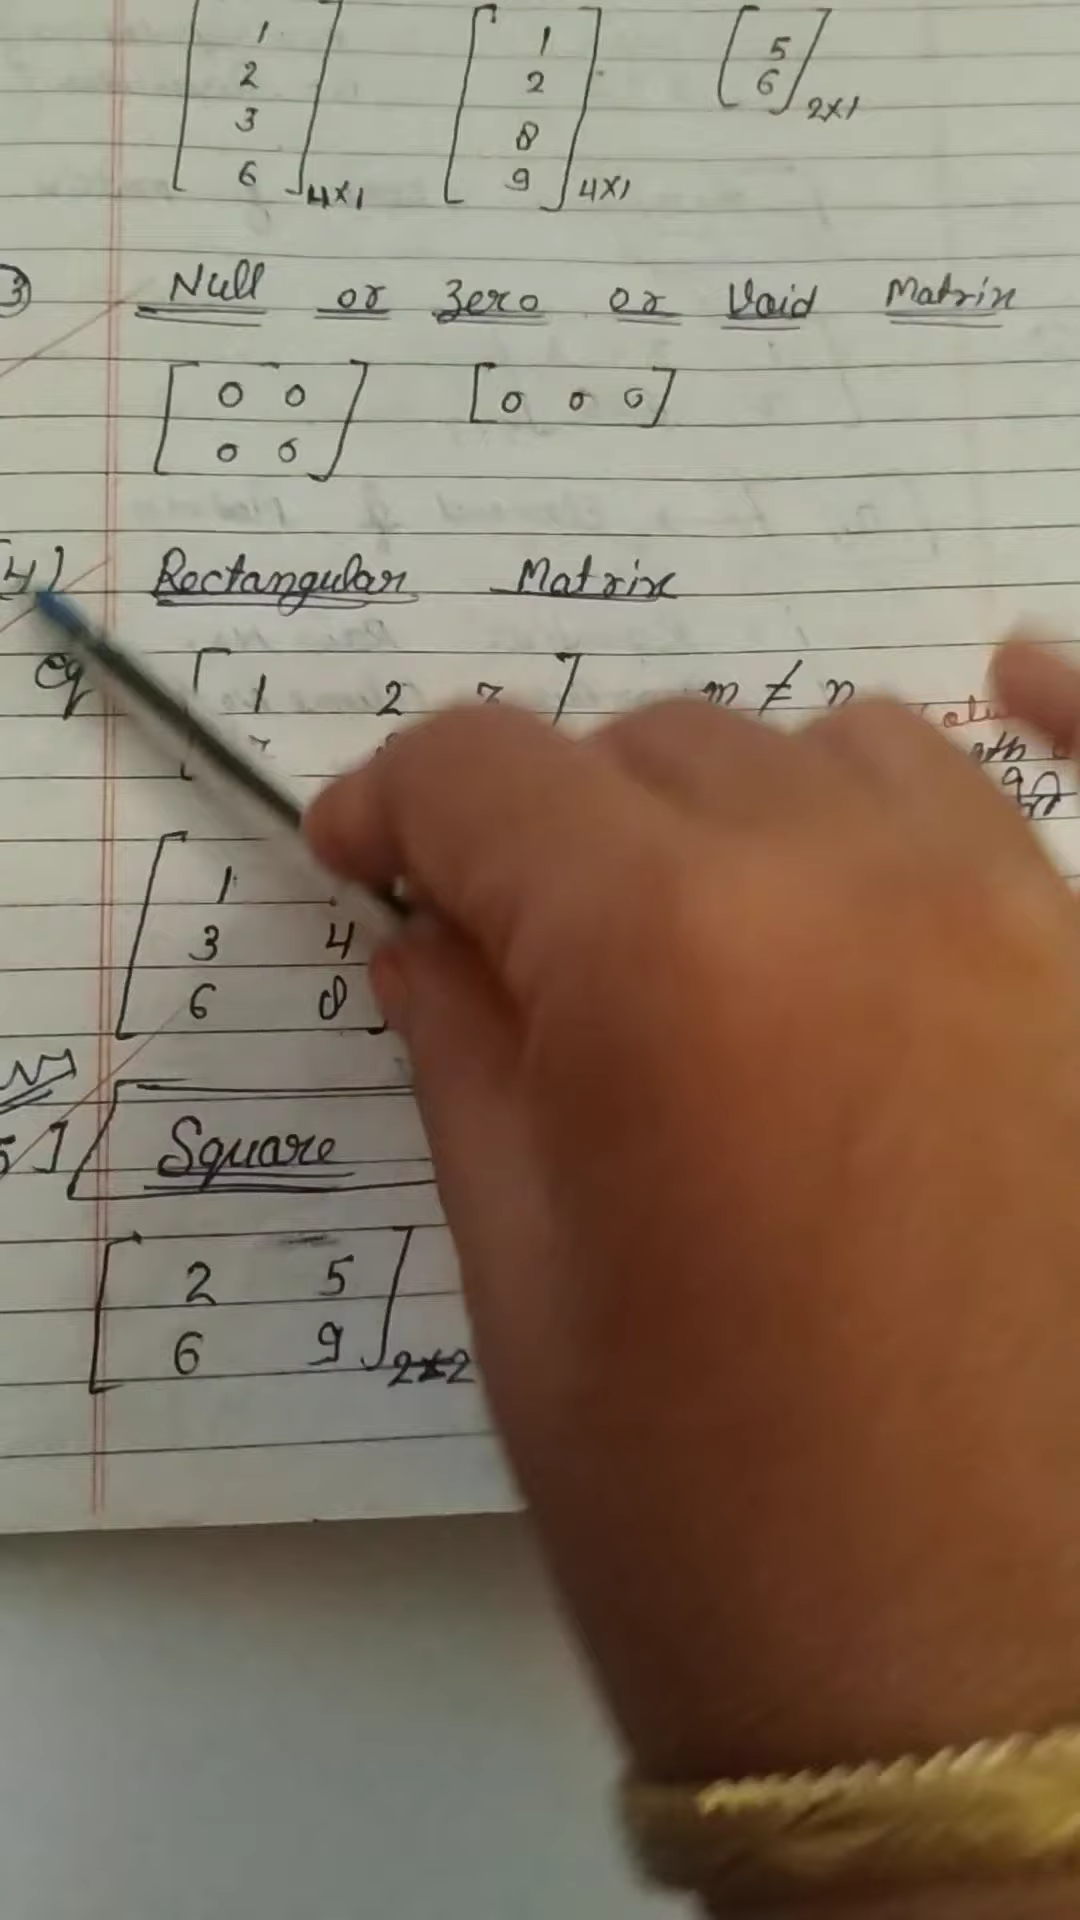 1 1 5
2 2 6 2×1
3 8
6 4×1 9 4×1
3 Null or Zero or Void Matrix
0 0 0 0 0
0 0
[4] Rectangular Matrix
eg 1 2 m ≠ n
1
3 4
6 8
5] Square
2 5
6 9 2×2